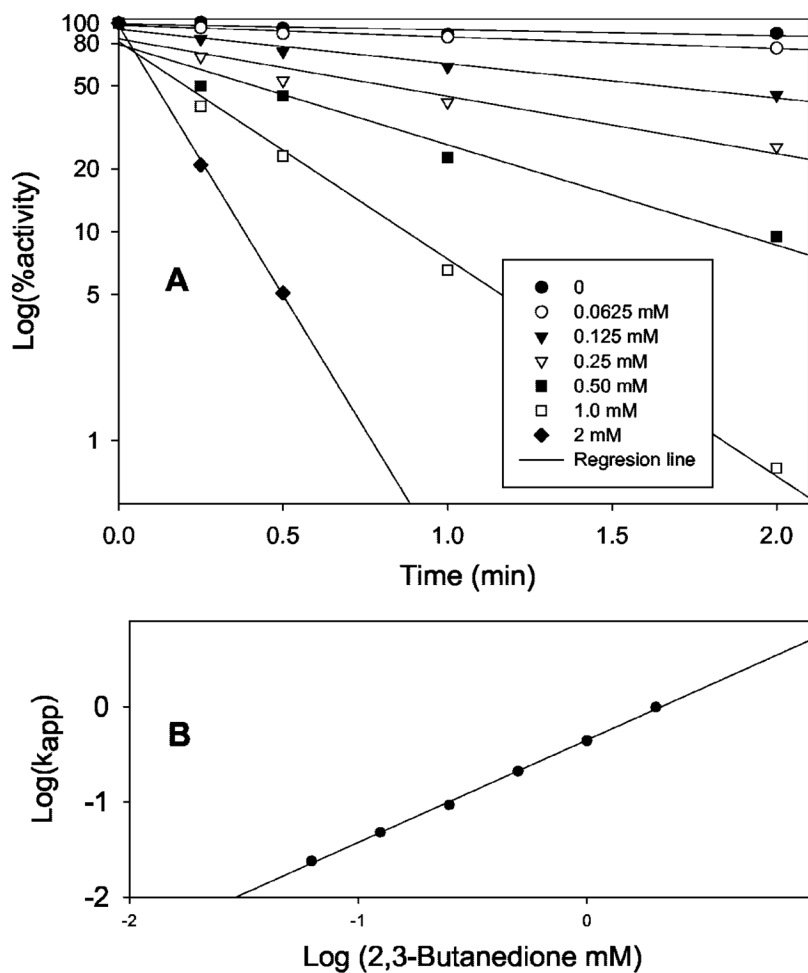 100
80
50
20
10
5
1
Log(%activity)
A
0
0.0625 mM
0.125 mM
0.25 mM
0.50 mM
1.0 mM
2 mM
Regresion line
0.0 0.5 1.0 1.5 2.0
Time (min)
0
-1
-2
Log(kapp)
B
-2 -1 0
Log (2,3-Butanedione mM)